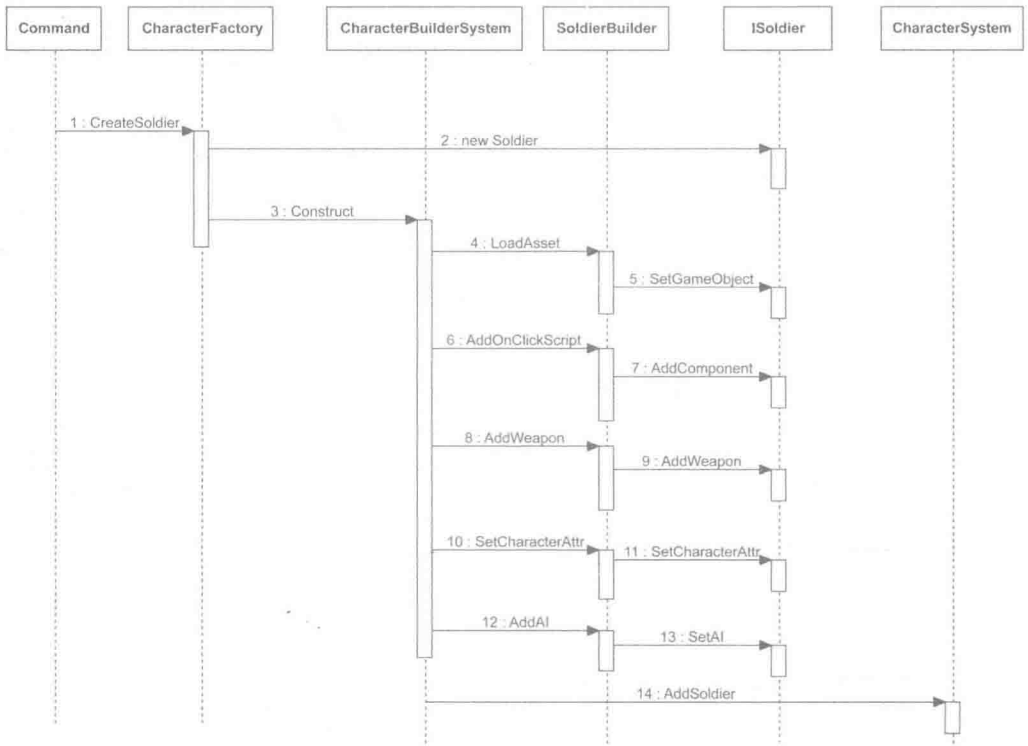 Command
CharacterFactory
CharacterBuilderSystem
SoldierBuilder
ISoldier
CharacterSystem
1 : CreateSoldier
2 : new Soldier
3 : Construct
4 : LoadAsset
5 : SetGameObject
6 : AddOnClickScript
7 : AddComponent
8 : AddWeapon
9 : AddWeapon
10 : SetCharacterAttr
11 : SetCharacterAttr
12 : AddAI
13 : SetAI
14 : AddSoldier